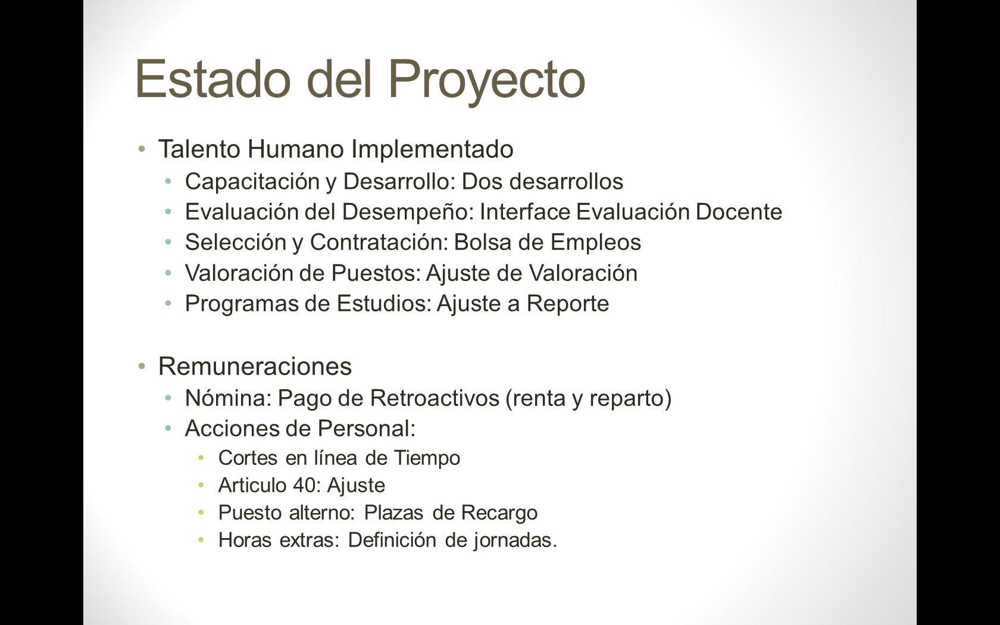 Estado del Proyecto
• Talento Humano Implementado
• Capacitación y Desarrollo: Dos desarrollos
• Evaluación del Desempeño: Interface Evaluación Docente
• Selección y Contratación: Bolsa de Empleos
• Valoración de Puestos: Ajuste de Valoración
• Programas de Estudios: Ajuste a Reporte
• Remuneraciones
• Nómina: Pago de Retroactivos (renta y reparto)
• Acciones de Personal:
• Cortes en línea de Tiempo
• Articulo 40: Ajuste
• Puesto alterno: Plazas de Recargo
• Horas extras: Definición de jornadas.